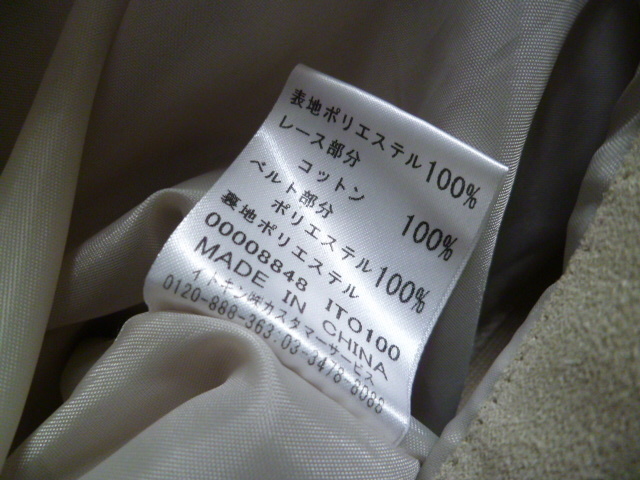 表地ポリエステル100%
レース部分
コットン 100%
ベルト部分
ポリエステル100%
裏地ポリエステル
00008848 ITO100
MADE IN CHINA
イトキン㈱カスタマーサービス
0120-888-363.03-3478-8088